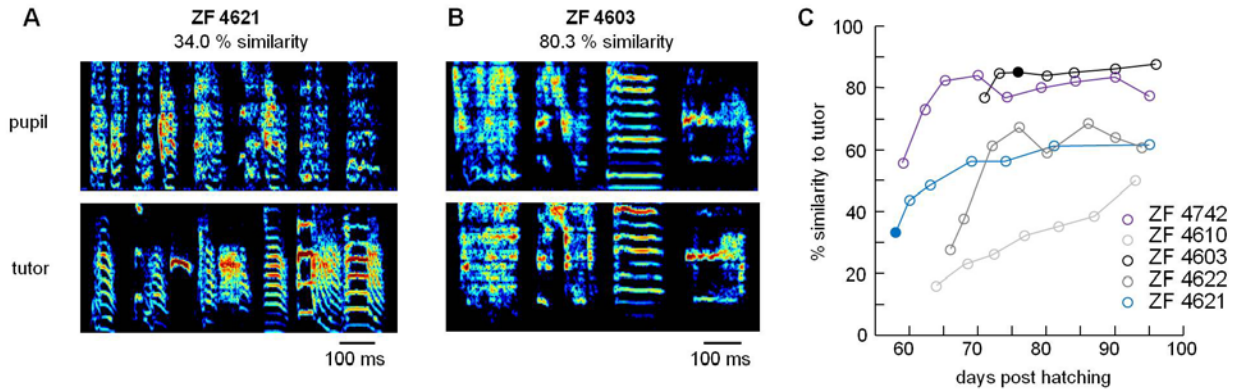 A
ZF 4621
34.0 % similarity
pupil
tutor
100 ms
B
ZF 4603
80.3 % similarity
100 ms
C
% similarity to tutor
100
80
60
40
20
0
60 70 80 90 100
days post hatching
ZF 4742
ZF 4610
ZF 4603
ZF 4622
ZF 4621